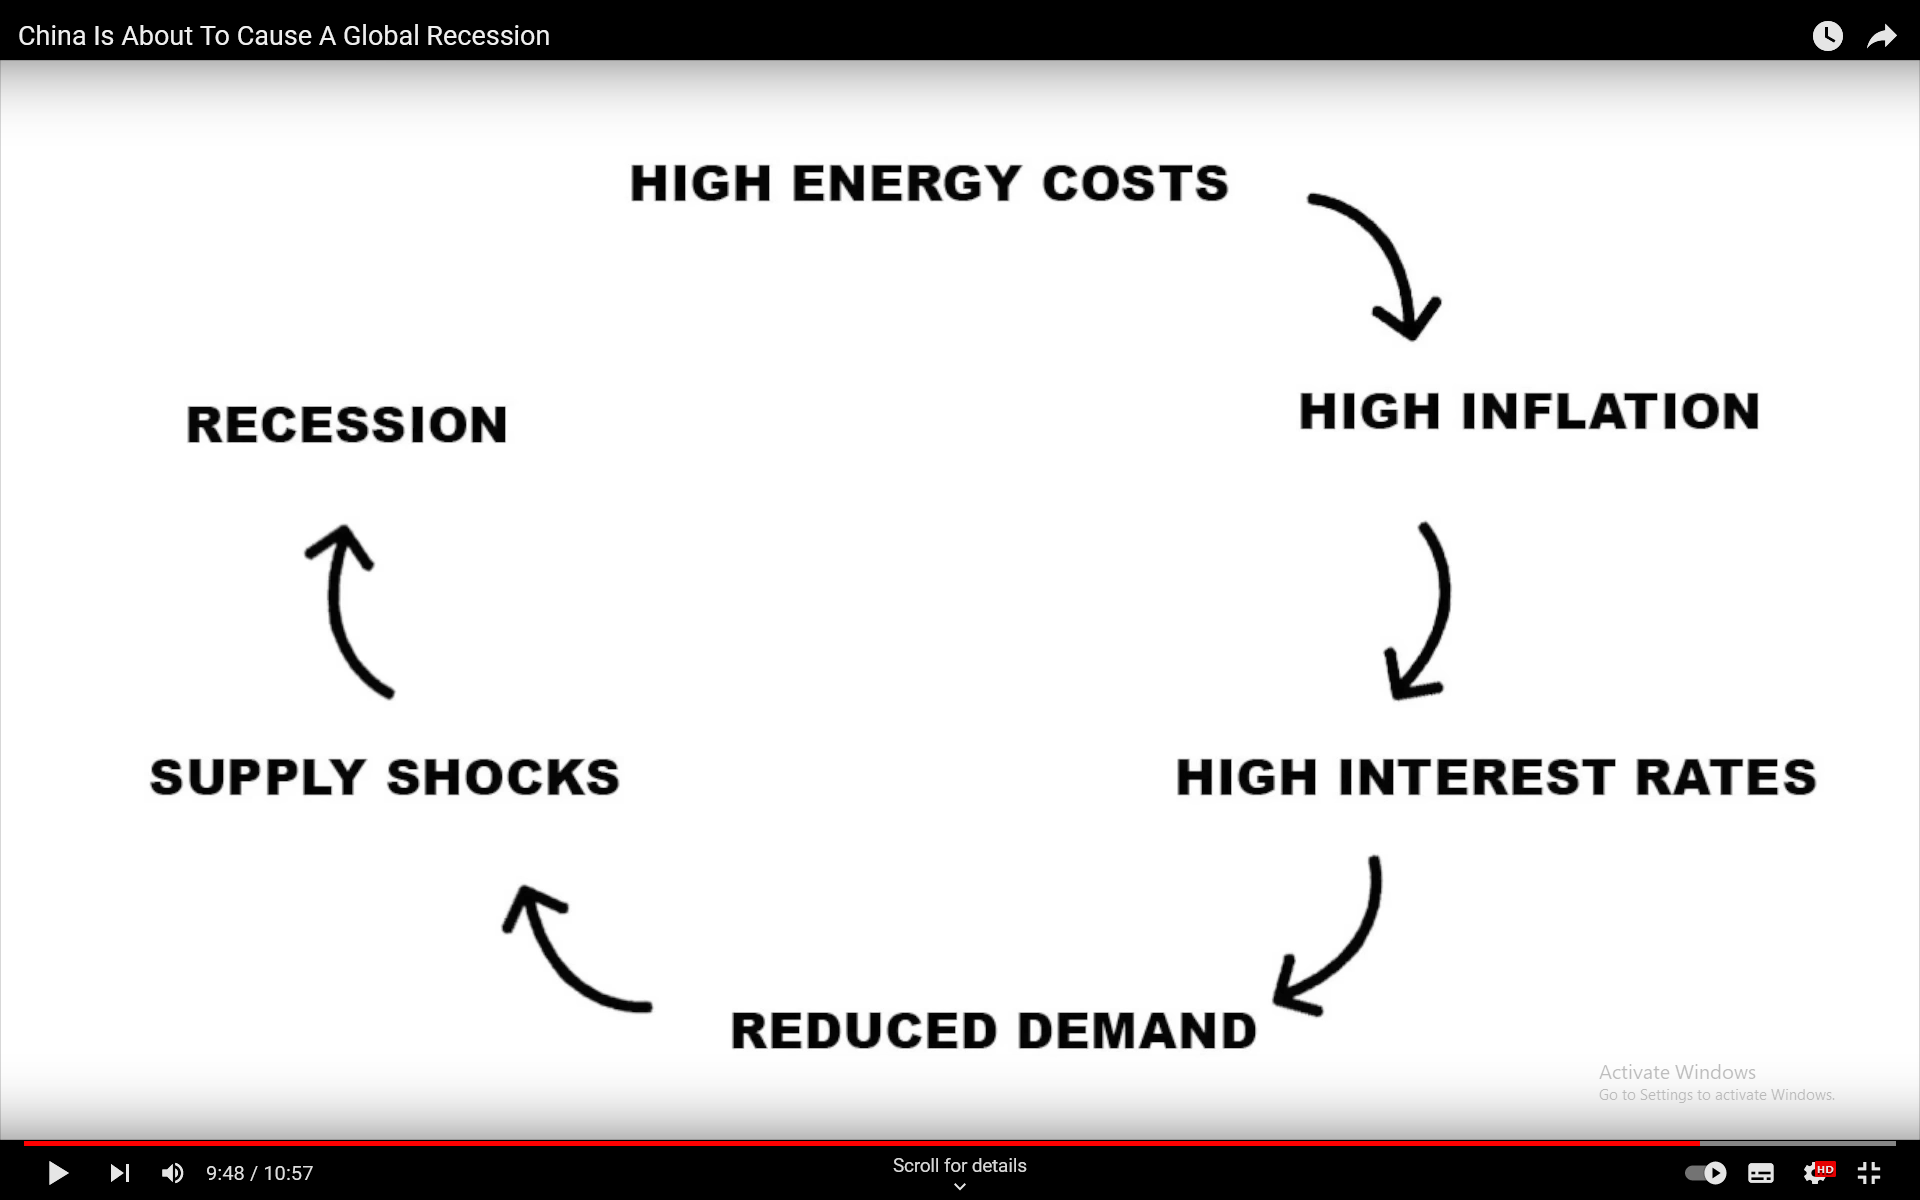 China Is About To Cause A Global Recession
HIGH ENERGY COSTS
HIGH INFLATION
RECESSION
HIGH INTEREST RATES
SUPPLY SHOCKS
REDUCED DEMAND
Activate Windows
Go to Settings to activate Windows.
Scroll for details
9:48 / 10:57
HD